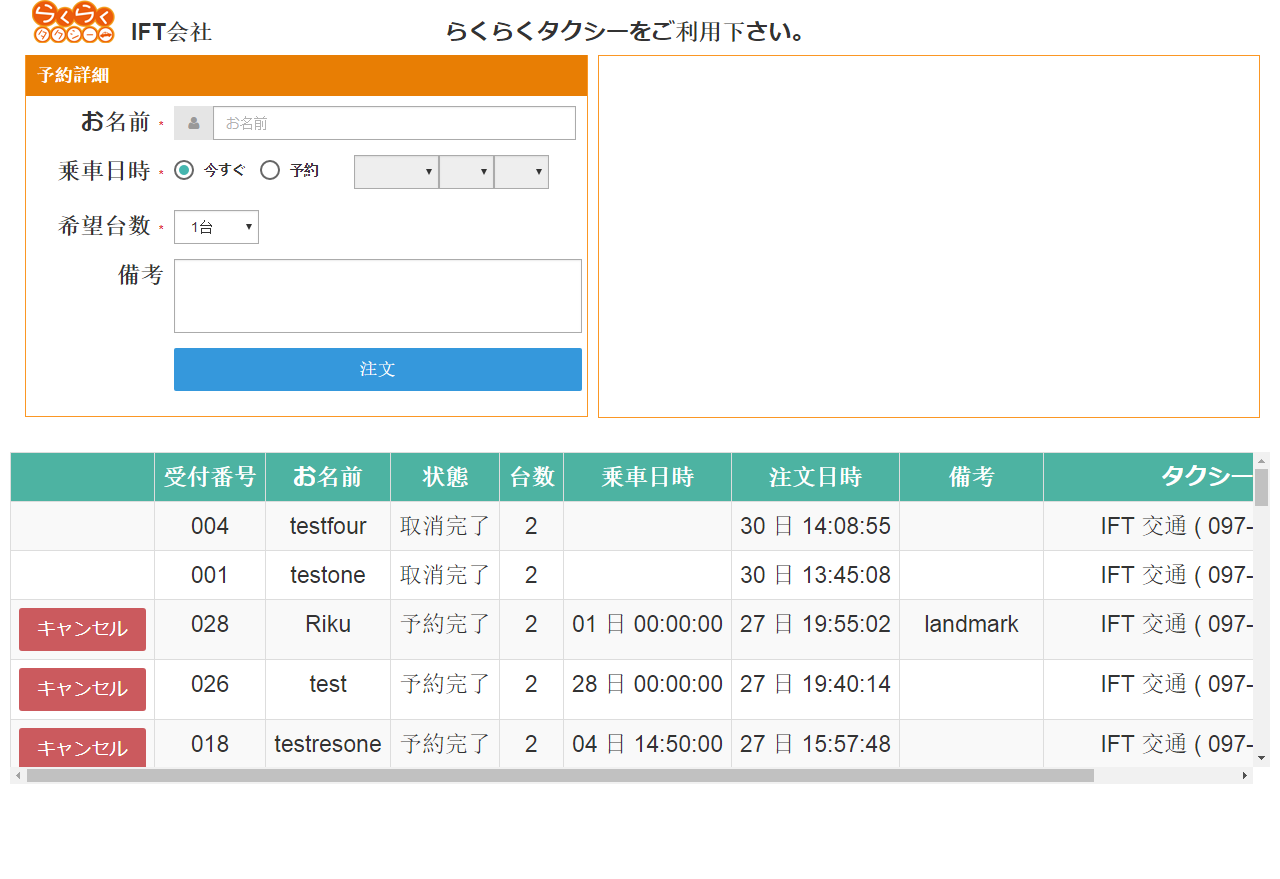 らくらく
タクシー
IFT会社
らくらくタクシーをご利用下さい。
予約詳細
お名前 * お名前
乗車日時 * 今すぐ 予約
希望台数 * 1台
備考
注文
受付番号 お名前 状態 台数 乗車日時 注文日時 備考 タクシー
004 testfour 取消完了 2 30 日 14:08:55 IFT 交通 ( 097-
001 testone 取消完了 2 30 日 13:45:08 IFT 交通 ( 097-
キャンセル 028 Riku 予約完了 2 01 日 00:00:00 27 日 19:55:02 landmark IFT 交通 ( 097-
キャンセル 026 test 予約完了 2 28 日 00:00:00 27 日 19:40:14 IFT 交通 ( 097-
キャンセル 018 testresone 予約完了 2 04 日 14:50:00 27 日 15:57:48 IFT 交通 ( 097-